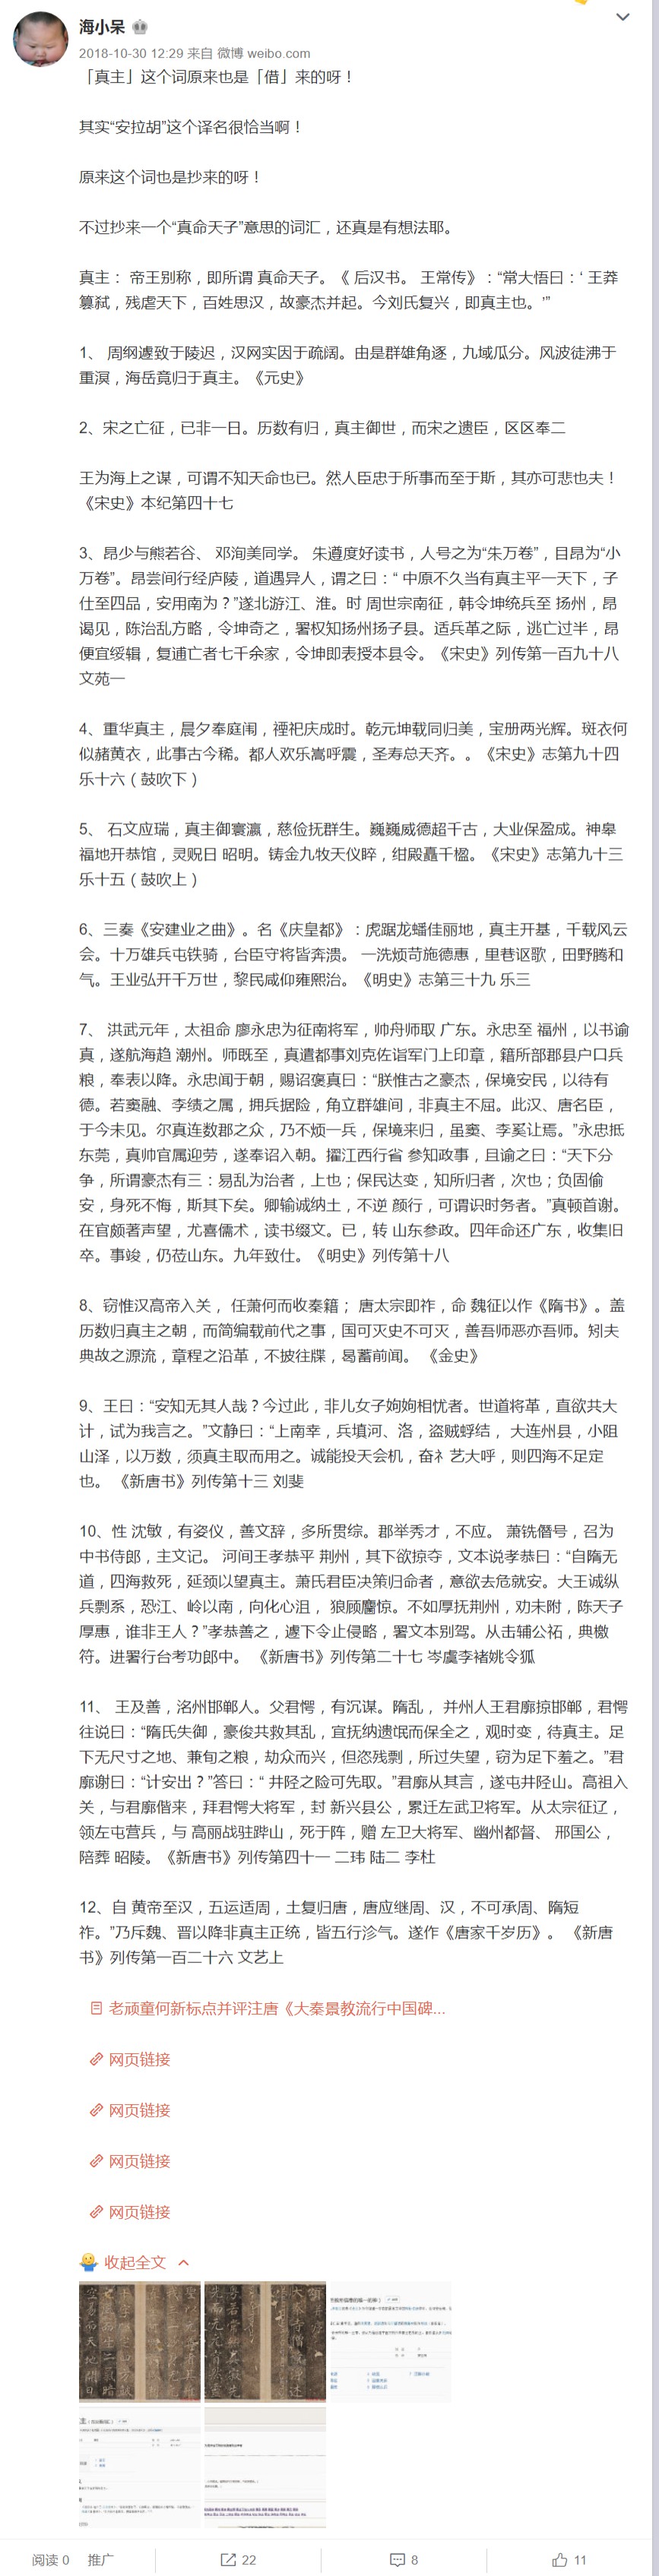 海小呆
2018-10-30 12:29 来自 微博 weibo.com
「真主」这个词原来也是「借」来的呀！
其实“安拉胡”这个译名很恰当啊！
原来这个词也是抄来的呀！
不过抄来一个“真命天子”意思的词汇，还真是有想法耶。
真主： 帝王别称，即所谓 真命天子。《 后汉书。 王常传》：“常大悟曰：‘ 王莽
篡弑，残虐天下，百姓思汉，故豪杰并起。今刘氏复兴，即真主也。’”
1、 周纲遽致于陵迟，汉网实因于疏阔。由是群雄角逐，九域瓜分。风波徒沸于
重溟，海岳竟归于真主。《元史》
2、宋之亡征，已非一日。历数有归，真主御世，而宋之遗臣，区区奉二
王为海上之谋，可谓不知天命也已。然人臣忠于所事而至于斯，其亦可悲也夫！
《宋史》本纪第四十七
3、昂少与熊若谷、 邓洵美同学。 朱遵度好读书，人号之为“朱万卷”，目昂为“小
万卷”。昂尝间行经庐陵，道遇异人，谓之曰：“ 中原不久当有真主平一天下，子
仕至四品，安用南为？”遂北游江、淮。时 周世宗南征，韩令坤统兵至 扬州，昂
谒见，陈治乱方略，令坤奇之，署权知扬州扬子县。适兵革之际，逃亡过半，昂
便宜绥辑，复逋亡者七千余家，令坤即表授本县令。《宋史》列传第一百九十八
文苑一
4、重华真主，晨夕奉庭闱，禋祀庆成时。乾元坤载同归美，宝册两光辉。斑衣何
似赭黄衣，此事古今稀。都人欢乐嵩呼震，圣寿总天齐。。《宋史》志第九十四
乐十六（鼓吹下）
5、 石文应瑞，真主御寰瀛，慈俭抚群生。巍巍威德超千古，大业保盈成。神皋
福地开恭馆，灵贶日 昭明。铸金九牧天仪睟，绀殿矗千楹。《宋史》志第九十三
乐十五（鼓吹上）
6、三奏《安建业之曲》。名《庆皇都》：虎踞龙蟠佳丽地，真主开基，千载风云
会。十万雄兵屯铁骑，台臣守将皆奔溃。 一洗烦苛施德惠，里巷讴歌，田野腾和
气。王业弘开千万世，黎民咸仰雍熙治。《明史》志第三十九 乐三
7、 洪武元年，太祖命 廖永忠为征南将军，帅舟师取 广东。永忠至 福州，以书谕
真，遂航海趋 潮州。师既至，真遣都事刘克佐诣军门上印章，籍所部郡县户口兵
粮，奉表以降。永忠闻于朝，赐诏褒真曰：“朕惟古之豪杰，保境安民，以待有
德。若窦融、李绩之属，拥兵据险，角立群雄间，非真主不屈。此汉、唐名臣，
于今未见。尔真连数郡之众，乃不烦一兵，保境来归，虽窦、李奚让焉。”永忠抵
东莞，真帅官属迎劳，遂奉诏入朝。擢江西行省 参知政事，且谕之曰：“天下分
争，所谓豪杰有三：易乱为治者，上也；保民达变，知所归者，次也；负固偷
安，身死不悔，斯其下矣。卿输诚纳土，不逆 颜行，可谓识时务者。”真顿首谢。
在官颇著声望，尤喜儒术，读书缀文。已，转 山东参政。四年命还广东，收集旧
卒。事竣，仍莅山东。九年致仕。《明史》列传第十八
8、窃惟汉高帝入关， 任萧何而收秦籍； 唐太宗即祚，命 魏征以作《隋书》。盖
历数归真主之朝，而简编载前代之事，国可灭史不可灭，善吾师恶亦吾师。矧夫
典故之源流，章程之沿革，不披往牒，曷蓄前闻。 《金史》
9、王曰：“安知无其人哉？今过此，非儿女子姁姁相忧者。世道将革，直欲共大
计，试为我言之。”文静曰：“上南幸，兵填河、洛，盗贼蜉结， 大连州县，小阻
山泽，以万数，须真主取而用之。诚能投天会机，奋衤艺大呼，则四海不足定
也。 《新唐书》列传第十三 刘斐
10、性 沈敏，有姿仪，善文辞，多所贯综。郡举秀才，不应。 萧铣僭号，召为
中书侍郎，主文记。 河间王孝恭平 荆州，其下欲掠夺，文本说孝恭曰：“自隋无
道，四海救死，延颈以望真主。萧氏君臣决策归命者，意欲去危就安。大王诚纵
兵剽系，恐江、岭以南，向化心沮， 狼顾麕惊。不如厚抚荆州，劝未附，陈天子
厚惠，谁非王人？”孝恭善之，遽下令止侵略，署文本别驾。从击辅公祏，典檄
符。进署行台考功郎中。 《新唐书》列传第二十七 岑虞李褚姚令狐
11、 王及善，洺州邯郸人。父君愕，有沉谋。隋乱， 并州人王君廓掠邯郸，君愕
往说曰：“隋氏失御，豪俊共救其乱，宜抚纳遗氓而保全之，观时变，待真主。足
下无尺寸之地、兼旬之粮，劫众而兴，但恣残剽，所过失望，窃为足下羞之。”君
廓谢曰：“计安出？”答曰：“ 井陉之险可先取。”君廓从其言，遂屯井陉山。高祖入
关，与君廓偕来，拜君愕大将军，封 新兴县公，累迁左武卫将军。从太宗征辽，
领左屯营兵，与 高丽战驻跸山，死于阵，赠 左卫大将军、幽州都督、 邢国公，
陪葬 昭陵。《新唐书》列传第四十一 二玮 陆二 李杜
12、自 黄帝至汉，五运适周，土复归唐，唐应继周、汉，不可承周、隋短
祚。”乃斥魏、晋以降非真主正统，皆五行沴气。遂作《唐家千岁历》。 《新唐
书》列传第一百二十六 文艺上
老顽童何新标点并评注唐《大秦景教流行中国碑...
网页链接
网页链接
网页链接
网页链接
收起全文
阅读 0 推广 22 8 11